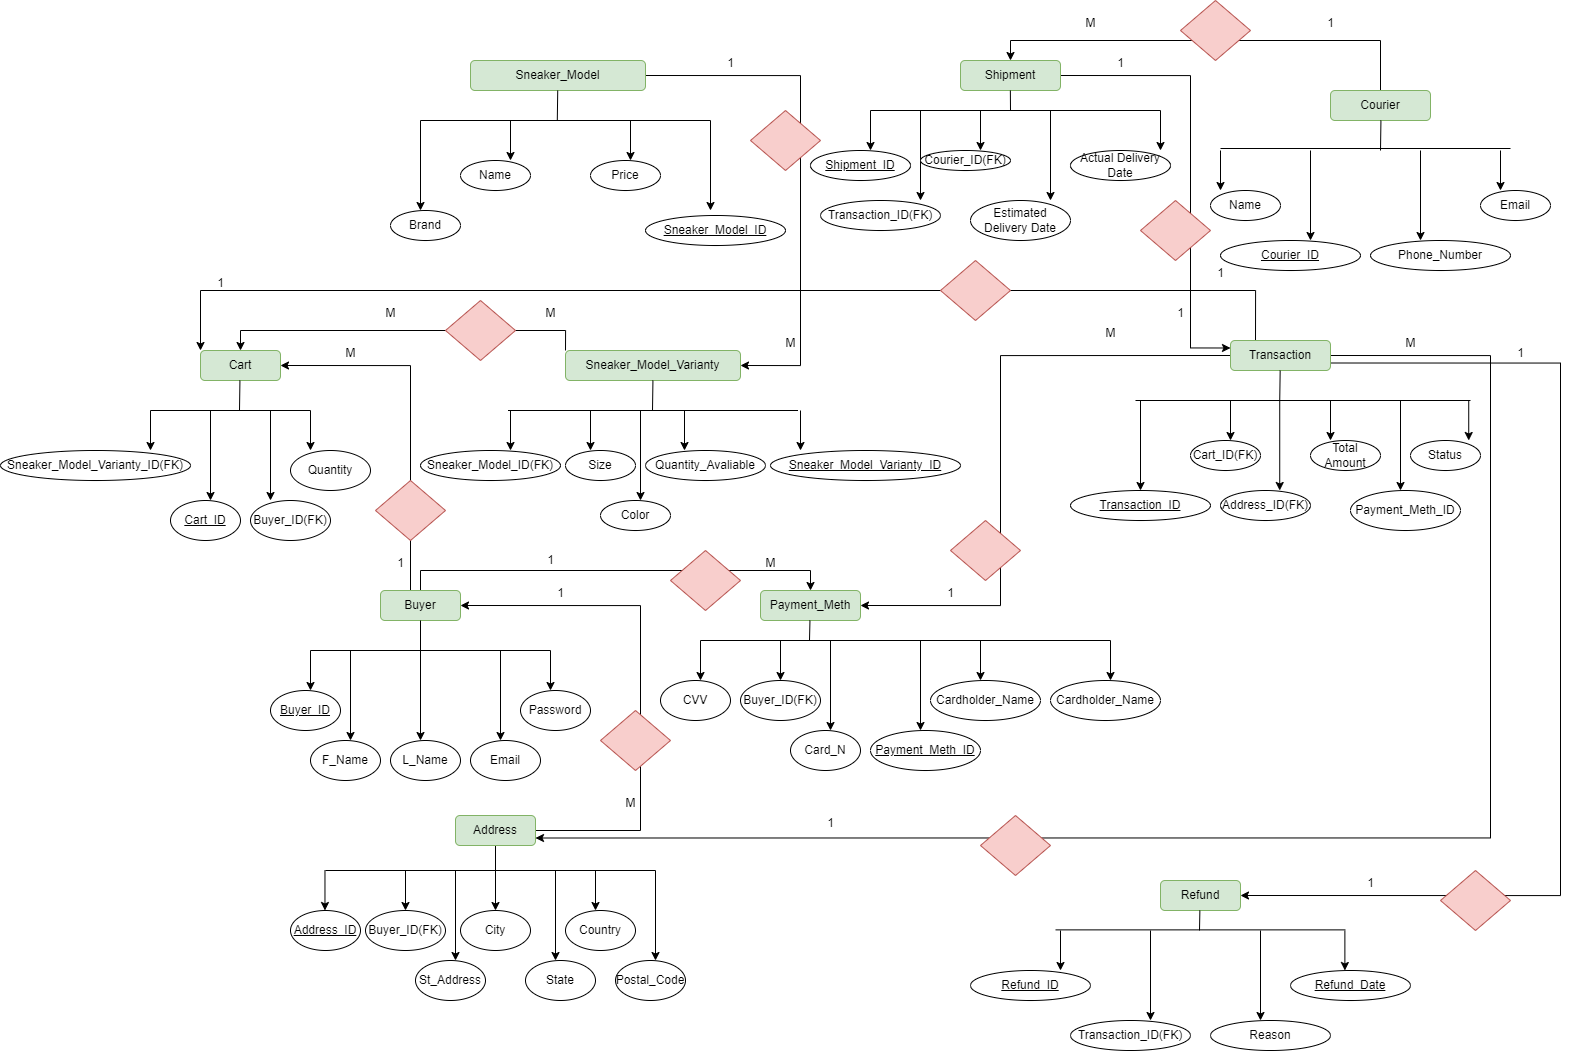 M
1
Sneaker_Model
1
Shipment
1
Courier
Name
Price
Brand
Sneaker_Model_ID
Shipment_ID
Courier_ID(FK)
Actual Delivery
Date
Transaction_ID(FK)
Estimated
Delivery Date
Name
Email
Courier_ID
Phone_Number
1
1
M
M
1
M
M
M
M
1
Cart
Sneaker_Model_Varianty
Transaction
Sneaker_Model_Varianty_ID(FK)
Quantity
Cart_ID
Buyer_ID(FK)
Sneaker_Model_ID(FK)
Size
Quantity_Avaliable
Sneaker_Model_Varianty_ID
Color
Cart_ID(FK)
Total
Amount
Status
Transaction_ID
Address_ID(FK)
Payment_Meth_ID
1
1
M
1
1
Buyer
Payment_Meth
Buyer_ID
Password
F_Name
L_Name
Email
CVV
Buyer_ID(FK)
Cardholder_Name
Cardholder_Name
Card_N
Payment_Meth_ID
M
1
Address
1
Refund
Address_ID
Buyer_ID(FK)
City
Country
St_Address
State
Postal_Code
Refund_ID
Refund_Date
Transaction_ID(FK)
Reason